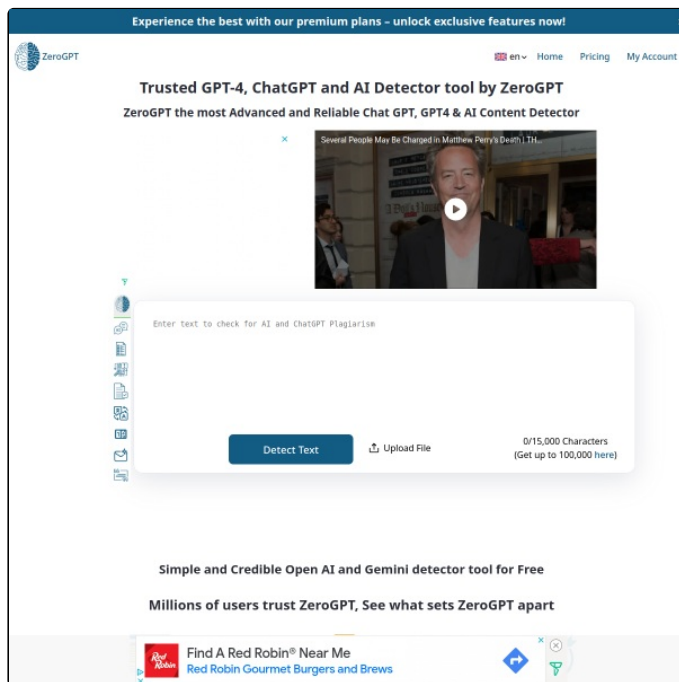 Experience the best with our premium plans – unlock exclusive features now!
ZeroGPT
en
Home
Pricing
My Account
Trusted GPT-4, ChatGPT and AI Detector tool by ZeroGPT
ZeroGPT the most Advanced and Reliable Chat GPT, GPT4 & AI Content Detector
Several People May Be Charged in Matthew Perry's Death | TH...
Enter text to check for AI and ChatGPT Plagiarism
Detect Text
Upload File
0/15,000 Characters
(Get up to 100,000 here)
Simple and Credible Open AI and Gemini detector tool for Free
Millions of users trust ZeroGPT, See what sets ZeroGPT apart
Red Robin
Find A Red Robin® Near Me
Red Robin Gourmet Burgers and Brews